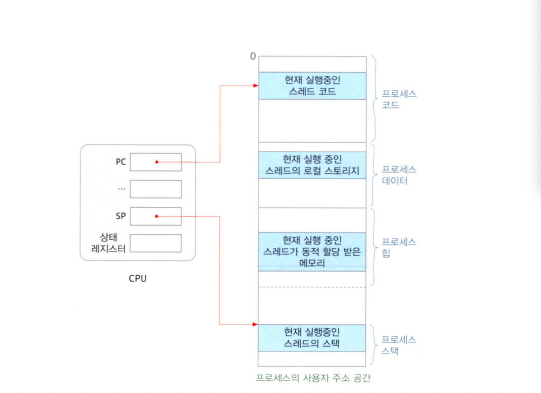 0
현재 실행중인
스레드 코드
프로세스
코드
현재 실행 중인
스레드의 로컬 스토리지
프로세스
데이터
PC
...
SP
상태
레지스터
CPU
현재 실행 중인
스레드가 동적 할당 받은
메모리
프로세스
힙
현재 실행중인
스레드의 스택
프로세스
스택
프로세스의 사용자 주소 공간